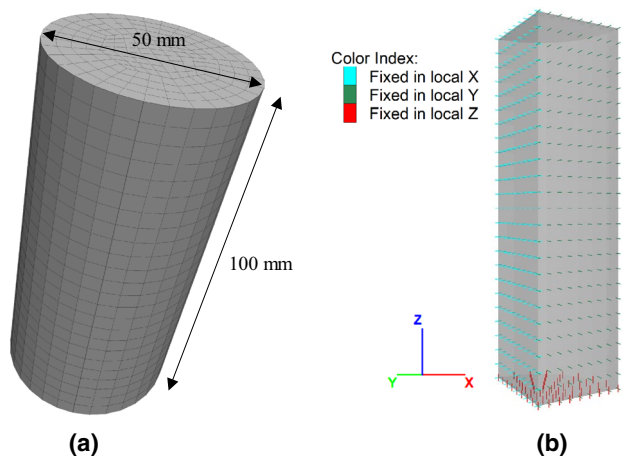 50 mm
100 mm
(a)
Color Index:
Fixed in local X
Fixed in local Y
Fixed in local Z
Z
Y
X
(b)